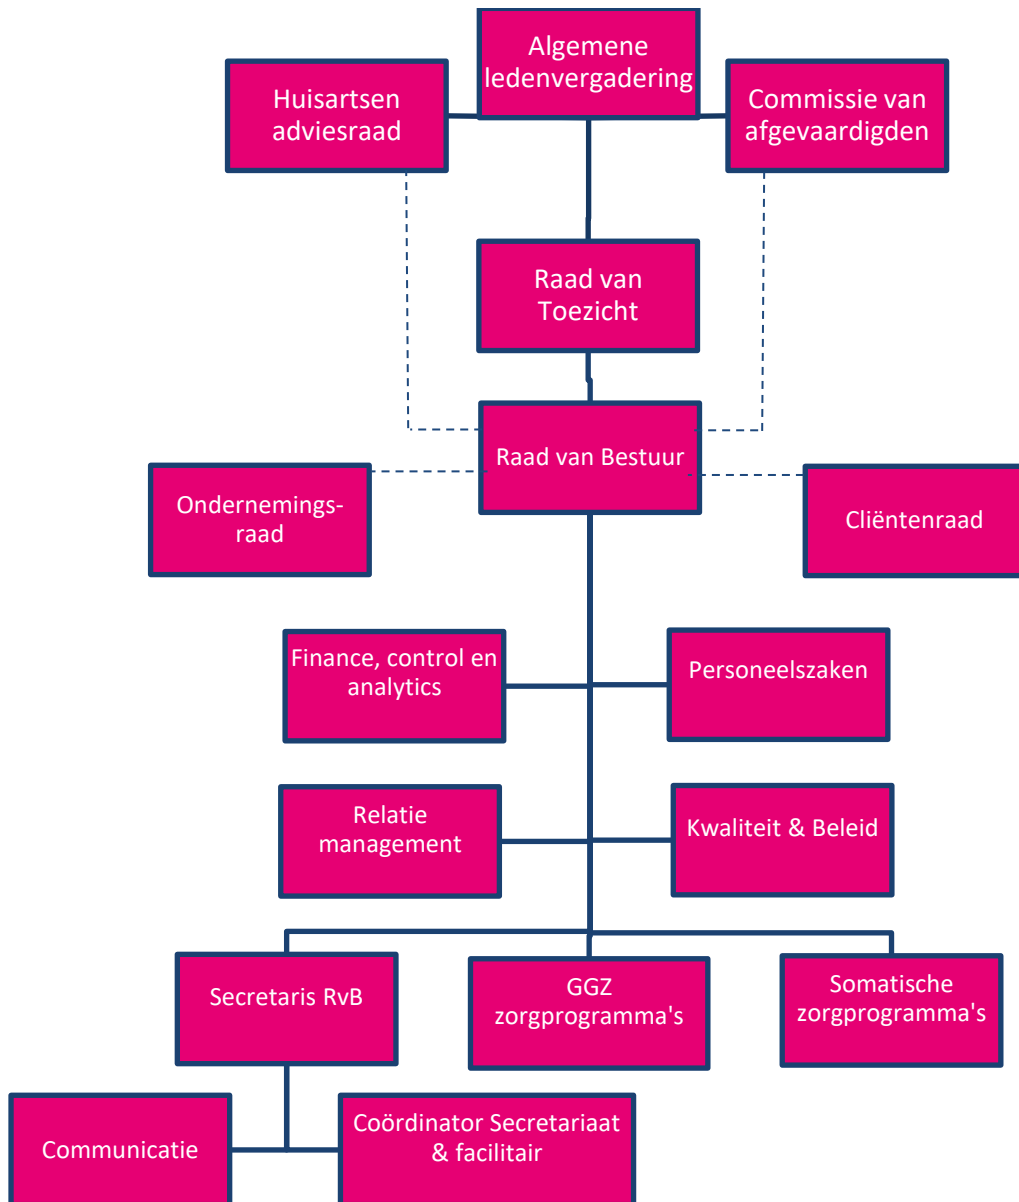 Algemene
ledenvergadering
Huisartsen
adviesraad
Commissie van
afgevaardigden
Raad van
Toezicht
Raad van Bestuur
Ondernemings-
raad
Cliëntenraad
Finance, control en
analytics
Personeelszaken
Relatie
management
Kwaliteit & Beleid
Secretaris RvB
GGZ
zorgprogramma's
Somatische
zorgprogramma's
Communicatie
Coördinator Secretariaat
& facilitair